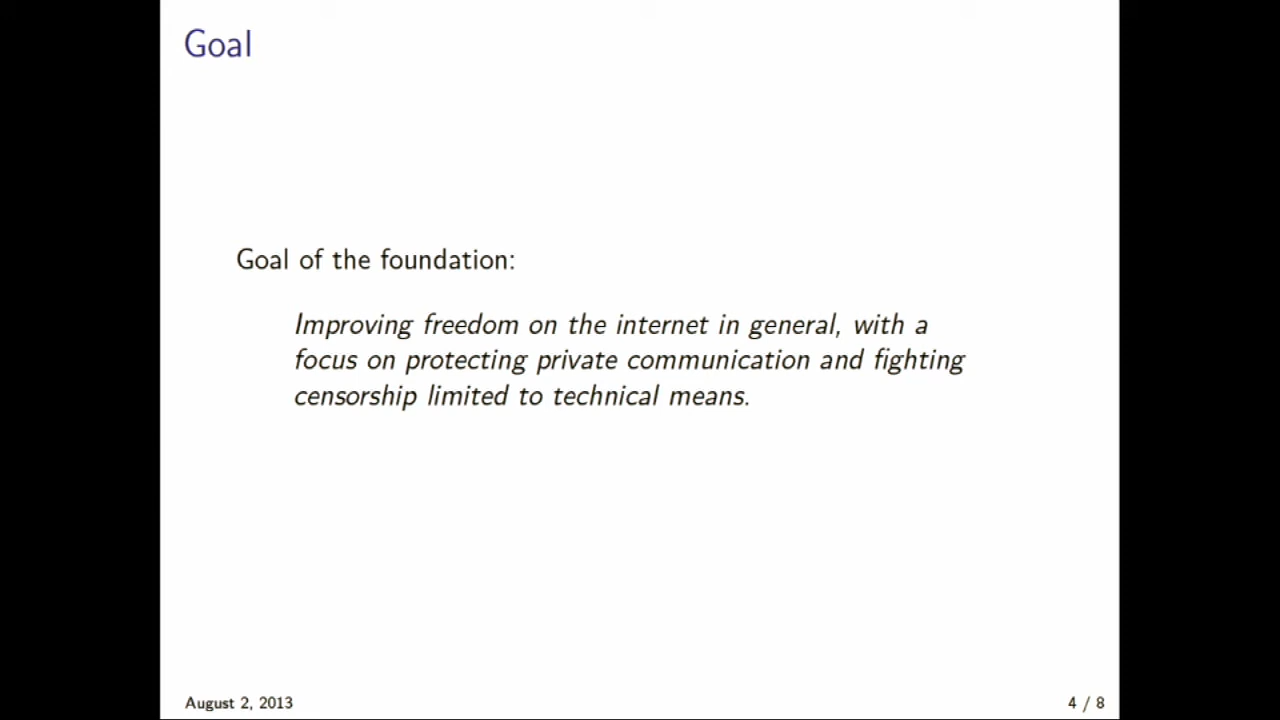 Goal
Goal of the foundation:
Improving freedom on the internet in general, with a
focus on protecting private communication and fighting
censorship limited to technical means.
August 2, 2013
4 / 8